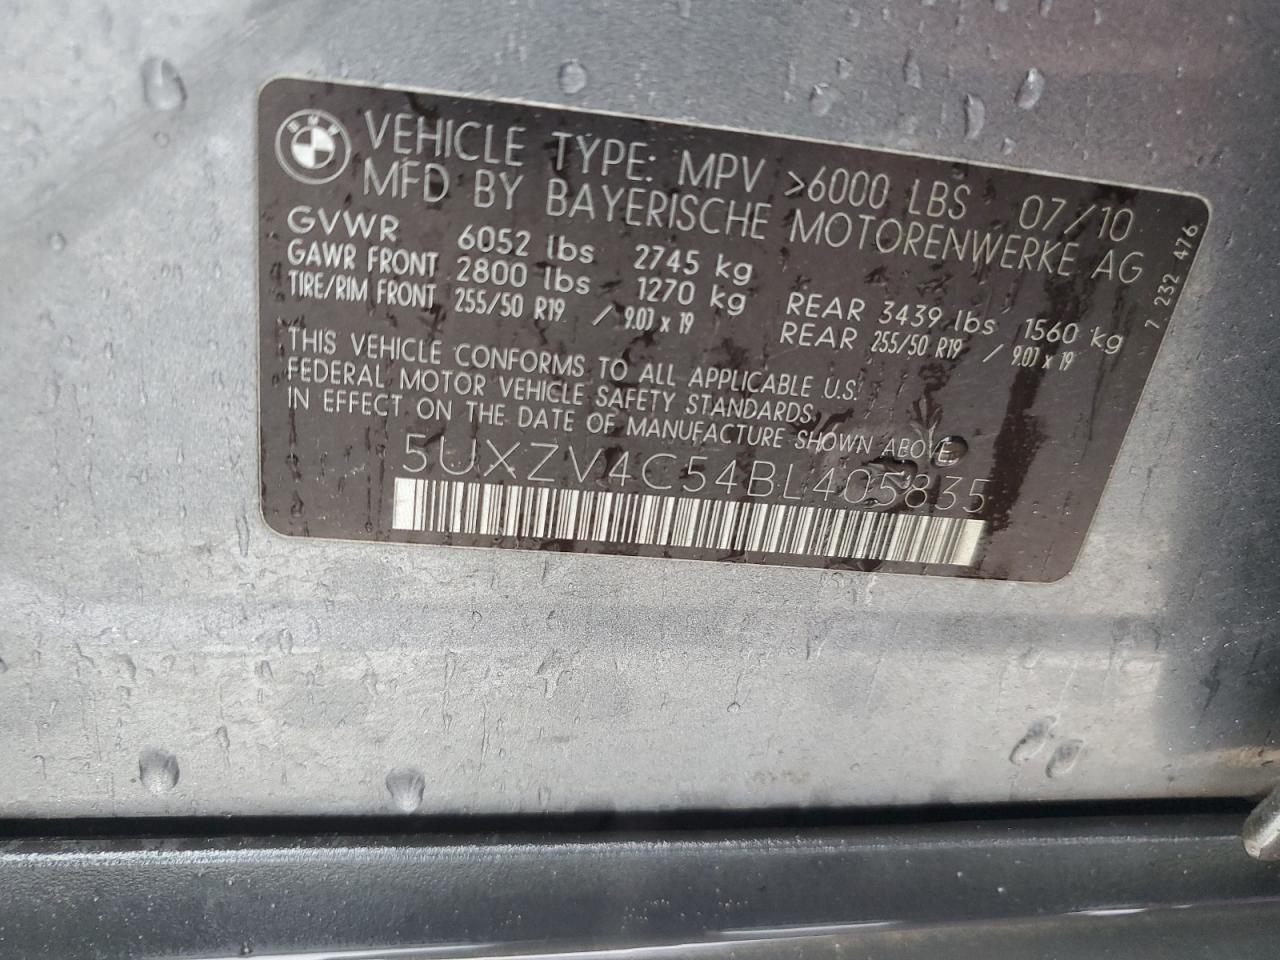 BMW
VEHICLE TYPE: MPV >6000 LBS 07/10
MFD BY BAYERISCHE MOTORENWERKE AG
GVWR 6052 lbs 2745 kg
GAWR FRONT 2800 lbs 1270 kg REAR 3439 lbs 1560 kg
TIRE/RIM FRONT 255/50 R19 / 9.0J x 19 REAR 255/50 R19 / 9.0J x 19
THIS VEHICLE CONFORMS TO ALL APPLICABLE U.S.
FEDERAL MOTOR VEHICLE SAFETY STANDARDS
IN EFFECT ON THE DATE OF MANUFACTURE SHOWN ABOVE.
5UXZV4C54BL405835
7 232 476